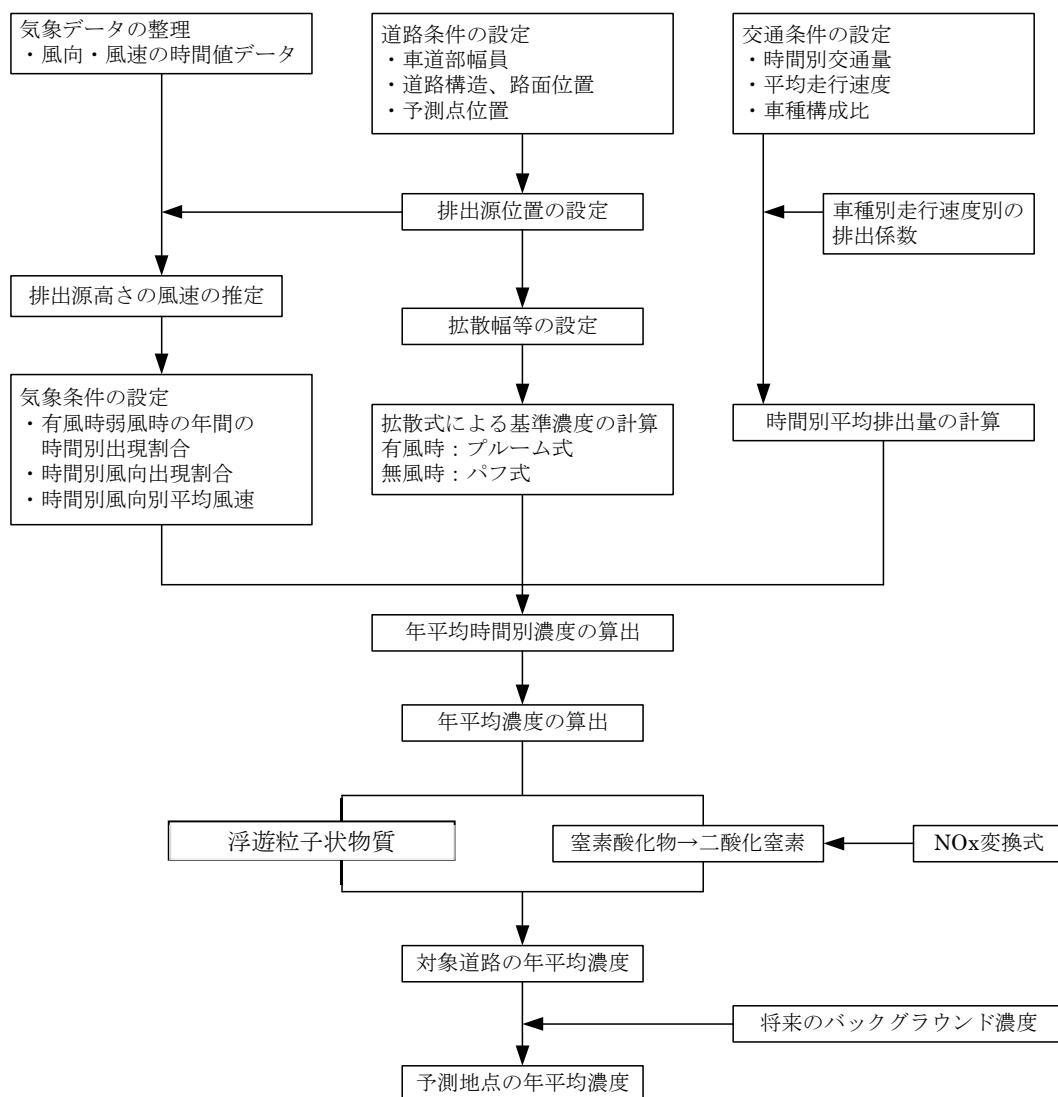 気象データの整理
・風向・風速の時間値データ
道路条件の設定
・車道部幅員
・道路構造、路面位置
・予測点位置
交通条件の設定
・時間別交通量
・平均走行速度
・車種構成比
排出源位置の設定
車種別走行速度別の
排出係数
排出源高さの風速の推定
拡散幅等の設定
気象条件の設定
・有風時弱風時の年間の
時間別出現割合
・時間別風向出現割合
・時間別風向別平均風速
拡散式による基準濃度の計算
有風時：プルーム式
無風時：パフ式
時間別平均排出量の計算
年平均時間別濃度の算出
年平均濃度の算出
浮遊粒子状物質
窒素酸化物→二酸化窒素
NOx変換式
対象道路の年平均濃度
将来のバックグラウンド濃度
予測地点の年平均濃度